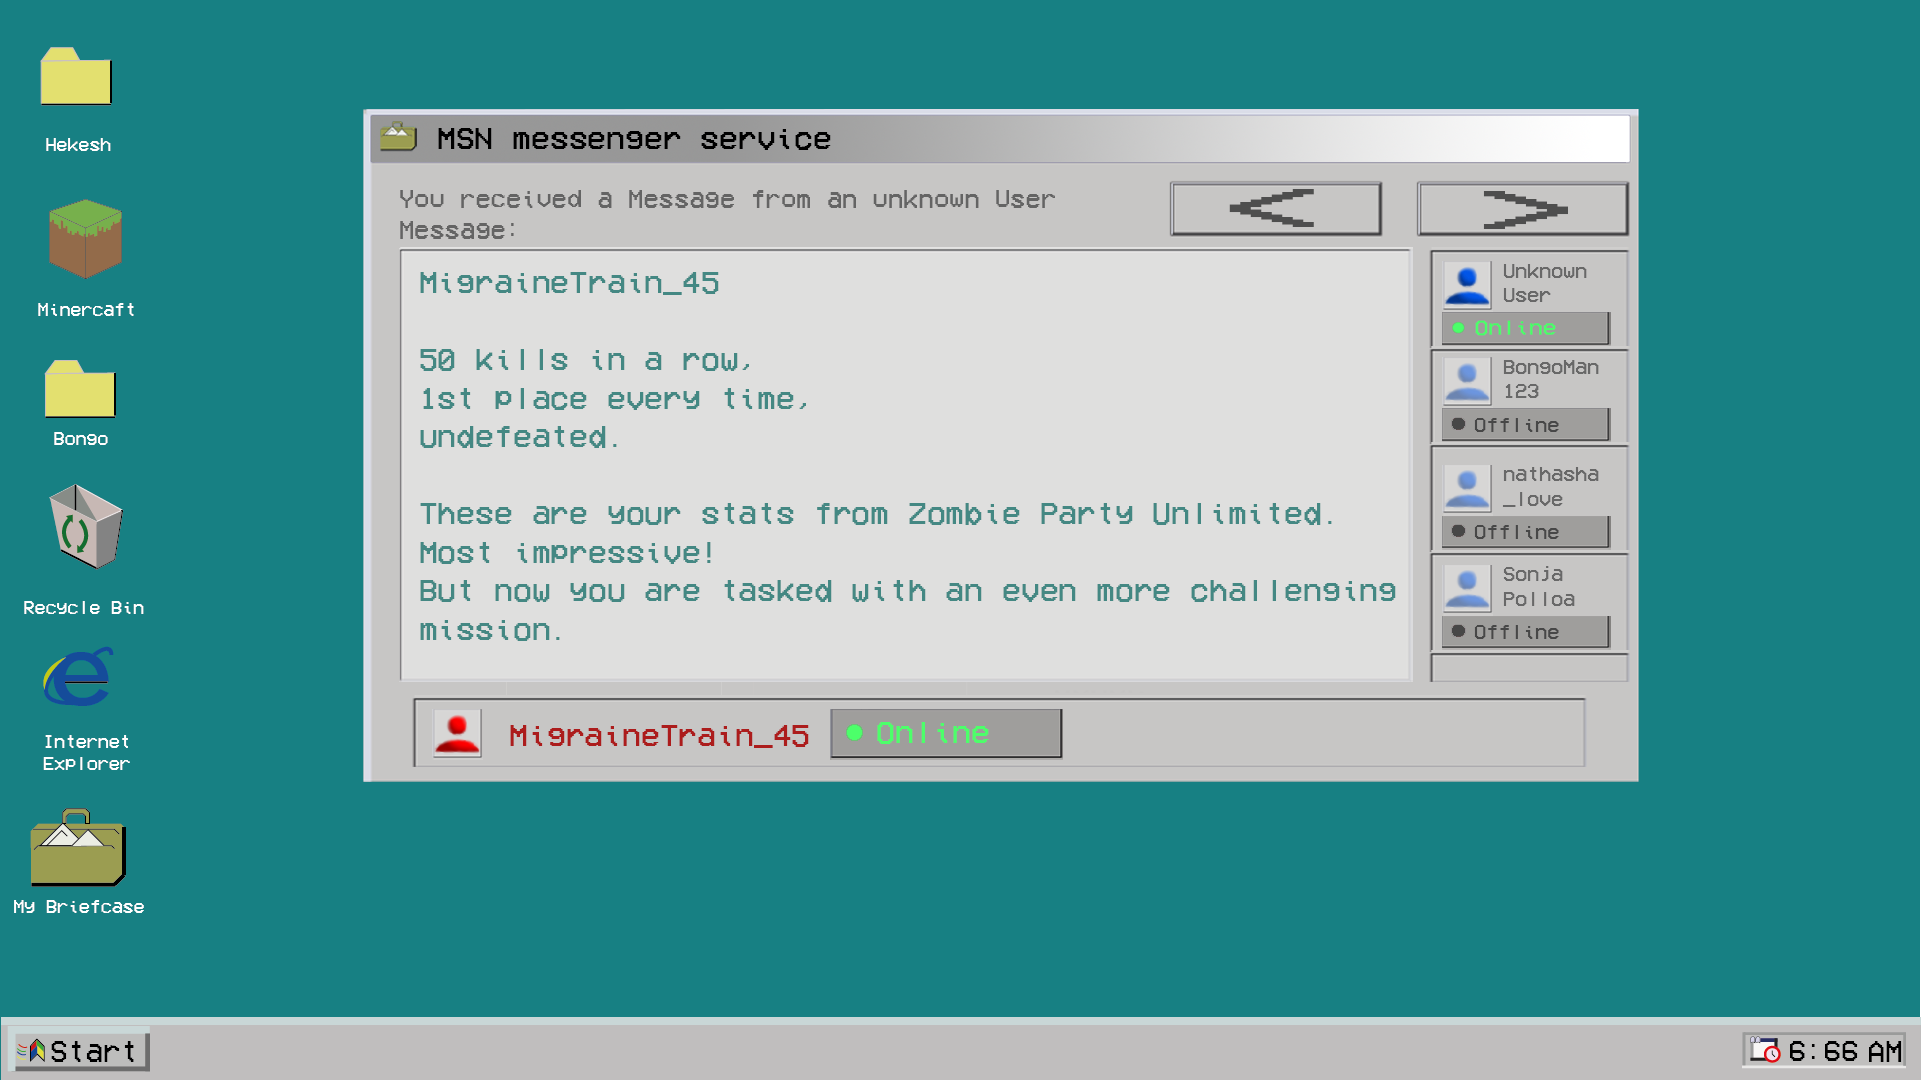 Hekesh
Minercaft
Bongo
Recycle Bin
Internet
Explorer
My Briefcase
MSN messenger service
You received a Message from an unknown User
Message:
<
>
MigraineTrain_45
50 kills in a row,
1st place every time,
undefeated.
These are your stats from Zombie Party Unlimited.
Most impressive!
But now you are tasked with an even more challenging
mission.
Unknown
User
Online
BongoMan
123
Offline
nathasha
_love
Offline
Sonja
Polloa
Offline
MigraineTrain_45
Online
Start
6:66 AM